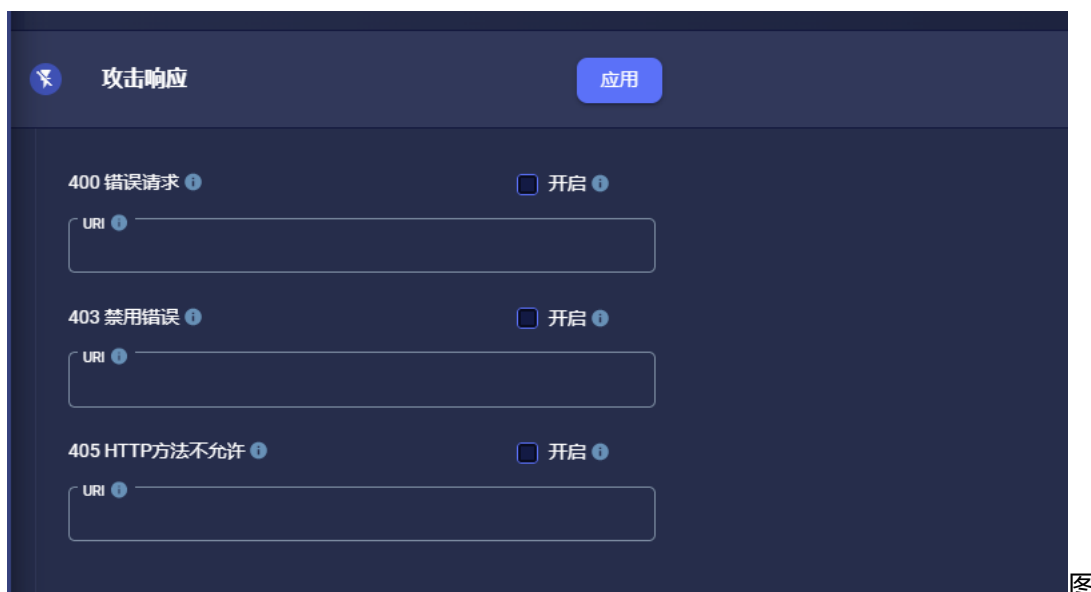 攻击响应 应用
400 错误请求 开启
URI
403 禁用错误 开启
URI
405 HTTP方法不允许 开启
URI
图